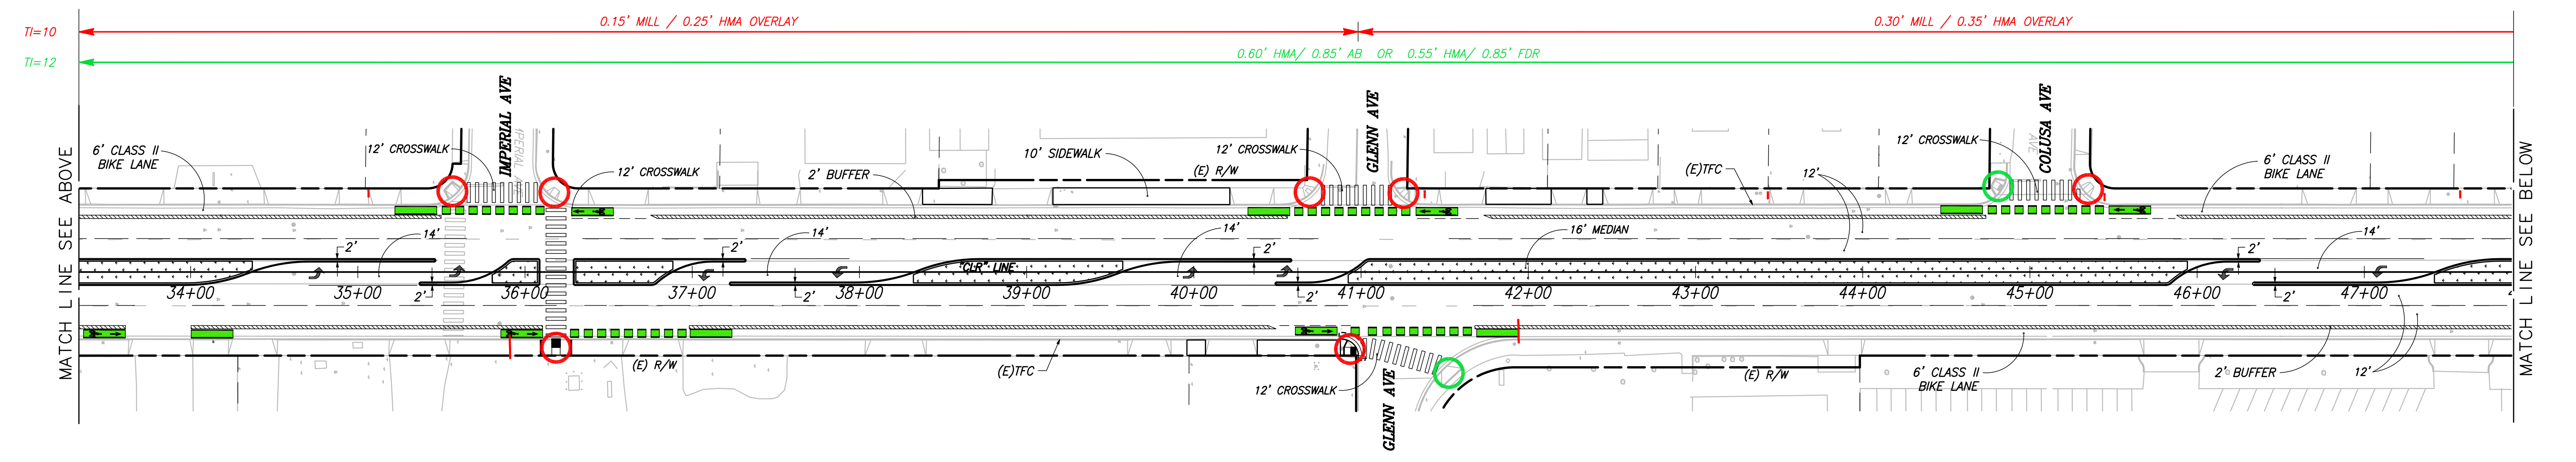 0.15' MILL / 0.25' HMA OVERLAY
0.30' MILL / 0.35' HMA OVERLAY
TI=10
0.60' HMA/ 0.85' AB OR 0.55' HMA/ 0.85' FDR
TI=12
MATCH LINE SEE ABOVE
6' CLASS II
BIKE LANE
12' CROSSWALK
IMPERIAL AVE
12' CROSSWALK
2' BUFFER
10' SIDEWALK
(E) R/W
12' CROSSWALK
GLENN AVE
(E)TFC
12'
12' CROSSWALK
COLUSA AVE
AVE
6' CLASS II
BIKE LANE
MATCH LINE SEE BELOW
14'
2'
14'
14'
2'
16' MEDIAN
2'
14'
"CLR" LINE
2'
2'
2'
2'
34+00
35+00
36+00
37+00
38+00
39+00
40+00
41+00
42+00
43+00
44+00
45+00
46+00
47+00
(E) R/W
(E)TFC
12' CROSSWALK
GLENN AVE
(E) R/W
6' CLASS II
BIKE LANE
2' BUFFER
12'